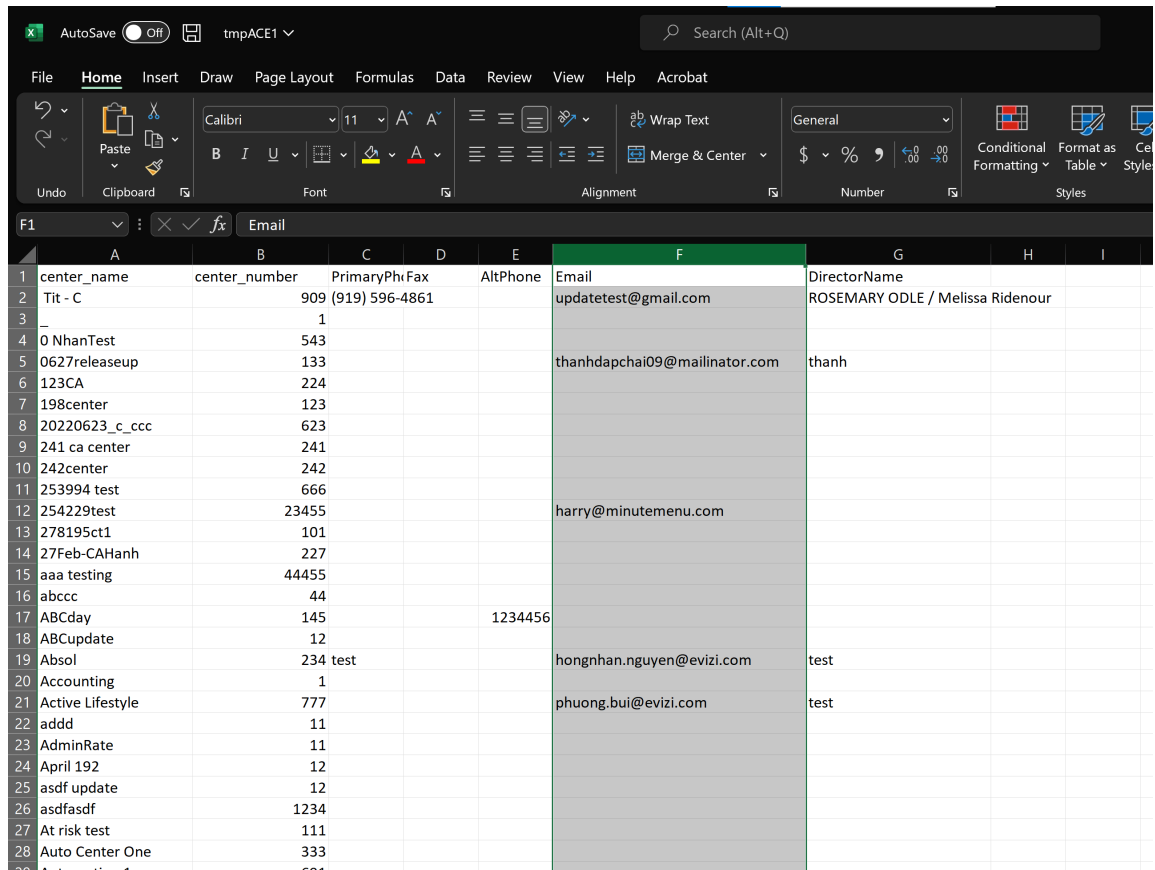 AutoSave Off tmpACE1 Search (Alt+Q)
File Home Insert Draw Page Layout Formulas Data Review View Help Acrobat
Calibri 11 A A ab Wrap Text General
Paste B I U A Merge & Center $ % 9 .00 .00 Conditional Formatting Format as Table
Undo Clipboard Font Alignment Number Styles
F1 fx Email
A B C D E F G H I
1 center_name center_number PrimaryPh Fax AltPhone Email DirectorName
2 Tit - C 909 (919) 596-4861 updatetest@gmail.com ROSEMARY ODLE / Melissa Ridenour
3 _ 1
4 0 NhanTest 543
5 0627releaseup 133 thanhdapchai09@mailinator.com thanh
6 123CA 224
7 198center 123
8 20220623_c_ccc 623
9 241 ca center 241
10 242center 242
11 253994 test 666
12 254229test 23455 harry@minutemenu.com
13 278195ct1 101
14 27Feb-CAHanh 227
15 aaa testing 44455
16 abccc 44
17 ABCday 145 1234456
18 ABCupdate 12
19 Absol 234 test hongnhan.nguyen@evizi.com test
20 Accounting 1
21 Active Lifestyle 777 phuong.bui@evizi.com test
22 addd 11
23 AdminRate 11
24 April 192 12
25 asdf update 12
26 asdfasdf 1234
27 At risk test 111
28 Auto Center One 333